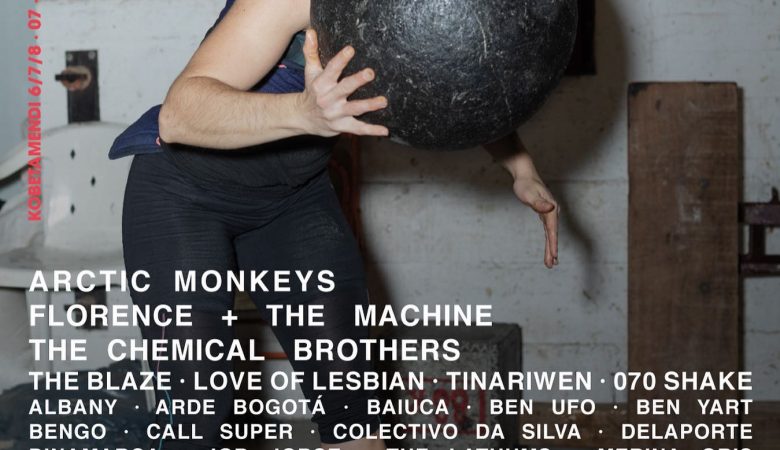 KOBETAMENDI 6/7/8 · 07 ·
ARCTIC MONKEYS
FLORENCE + THE MACHINE
THE CHEMICAL BROTHERS
THE BLAZE · LOVE OF LESBIAN · TINARIWEN · 070 SHAKE
ALBANY · ARDE BOGOTÁ · BAIUCA · BEN UFO · BEN YART
BENGO · CALL SUPER · COLECTIVO DA SILVA · DELAPORTE